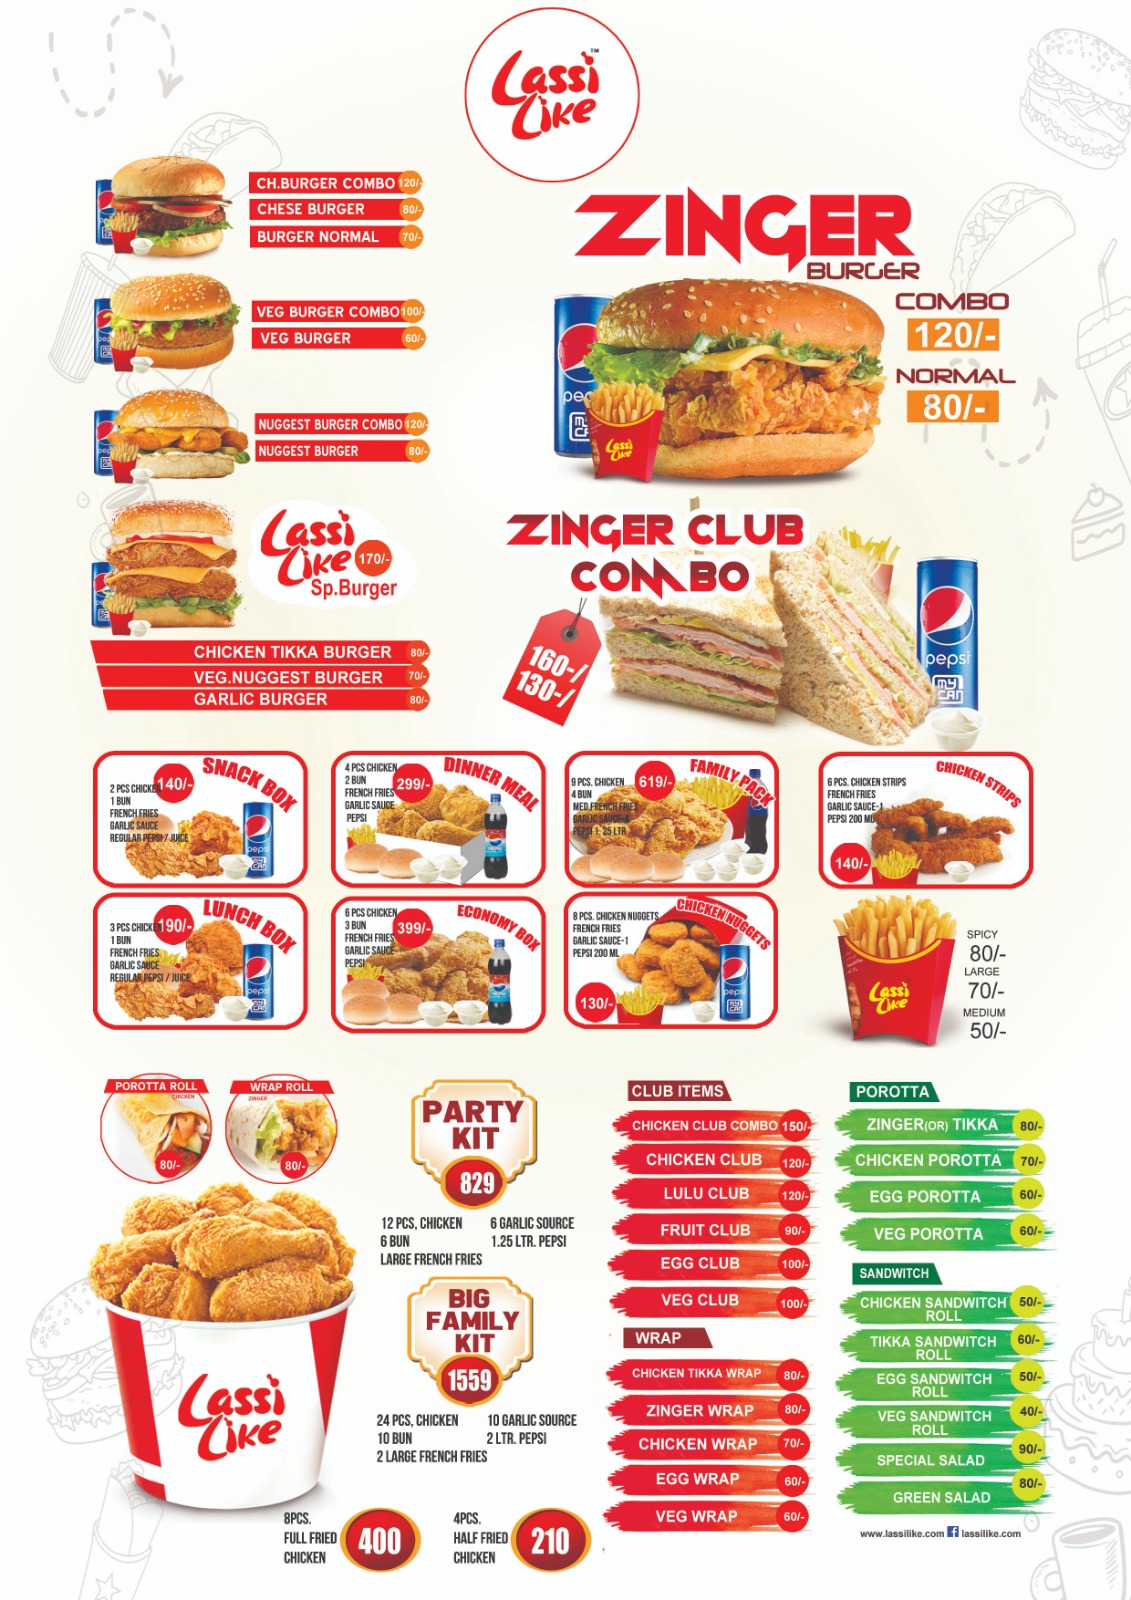 Lassi
Like
TM
CH.BURGER COMBO 120/-
CHESE BURGER 80/-
BURGER NORMAL 70/-
VEG BURGER COMBO 100/-
VEG BURGER 60/-
NUGGEST BURGER COMBO 120/-
NUGGEST BURGER 80/-
Lassi
Like 170/-
Sp.Burger
CHICKEN TIKKA BURGER 80/-
VEG.NUGGEST BURGER 70/-
GARLIC BURGER 80/-
ZINGER
BURGER
COMBO
120/-
NORMAL
80/-
Lassi
Like
ZINGER CLUB
COMBO
160-/
130-/
pepsi
MY
CAN
SNACK BOX
140/-
2 PCS CHICKEN
1 BUN
FRENCH FRIES
GARLIC SAUCE
REGULAR PEPSI / JUICE
DINNER MEAL
299/-
4 PCS CHICKEN
2 BUN
FRENCH FRIES
GARLIC SAUCE
PEPSI
FAMILY PACK
619/-
9 PCS. CHICKEN
4 BUN
MED.FRENCH FRIES
GARLIC SAUCE-8
PEPSI 1. 25 LTR
CHICKEN STRIPS
6 PCS. CHICKEN STRIPS
FRENCH FRIES
GARLIC SAUCE-1
PEPSI 200 ML
140/-
LUNCH BOX
190/-
3 PCS CHICKEN
1 BUN
FRENCH FRIES
GARLIC SAUCE
REGULAR PEPSI / JUICE
ECONOMY BOX
399/-
6 PCS CHICKEN
3 BUN
FRENCH FRIES
GARLIC SAUCE
PEPSI
CHICKEN NUGGETS
8 PCS. CHICKEN NUGGETS
FRENCH FRIES
GARLIC SAUCE-1
PEPSI 200 ML
130/-
Lassi
Like
SPICY
80/-
LARGE
70/-
MEDIUM
50/-
POROTTA ROLL
CHICKEN
80/-
WRAP ROLL
ZINGER
80/-
Lassi
Like
PARTY
KIT
829
12 PCS, CHICKEN 6 GARLIC SOURCE
6 BUN 1.25 LTR. PEPSI
LARGE FRENCH FRIES
BIG
FAMILY
KIT
1559
24 PCS, CHICKEN 10 GARLIC SOURCE
10 BUN 2 LTR. PEPSI
2 LARGE FRENCH FRIES
8PCS.
FULL FRIED
CHICKEN
400
4PCS.
HALF FRIED
CHICKEN
210
CLUB ITEMS
CHICKEN CLUB COMBO 150/-
CHICKEN CLUB 120/-
LULU CLUB 120/-
FRUIT CLUB 90/-
EGG CLUB 100/-
VEG CLUB 100/-
WRAP
CHICKEN TIKKA WRAP 80/-
ZINGER WRAP 80/-
CHICKEN WRAP 70/-
EGG WRAP 60/-
VEG WRAP 60/-
POROTTA
ZINGER(OR) TIKKA 80/-
CHICKEN POROTTA 70/-
EGG POROTTA 60/-
VEG POROTTA 60/-
SANDWITCH
CHICKEN SANDWITCH 50/-
ROLL
TIKKA SANDWITCH 60/-
ROLL
EGG SANDWITCH 50/-
ROLL
VEG SANDWITCH 40/-
ROLL
SPECIAL SALAD 90/-
GREEN SALAD 80/-
www.lassilike.com f lassilike.com